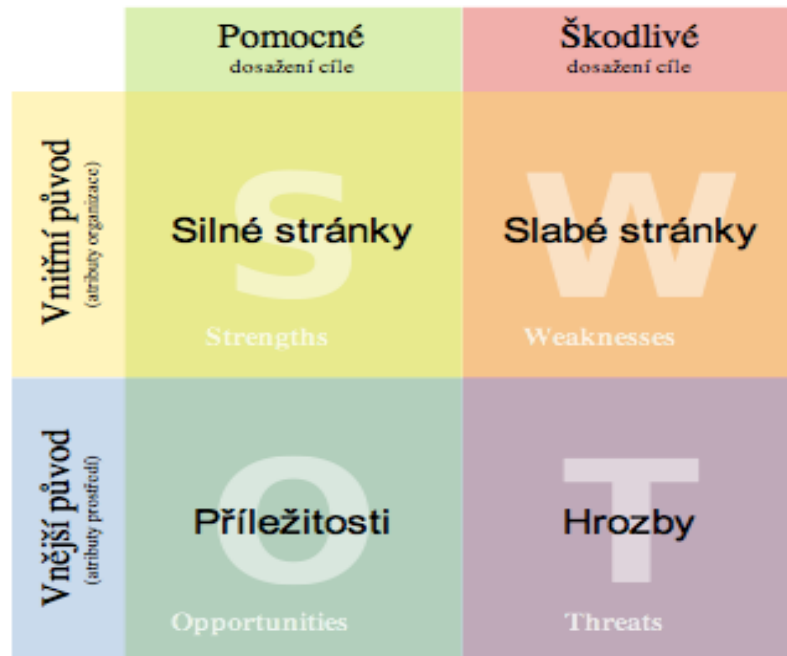 Pomocné
dosažení cíle
Škodlivé
dosažení cíle
Vnitřní původ
(atributy organizace)
S
Silné stránky
Strengths
W
Slabé stránky
Weaknesses
Vnější původ
(atributy prostředí)
O
Příležitosti
Opportunities
T
Hrozby
Threats